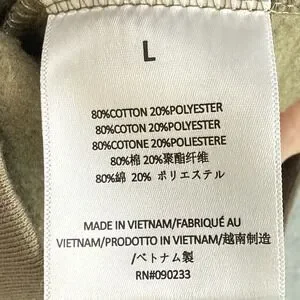 L
80%COTTON 20%POLYESTER
80%COTON 20%POLYESTER
80%COTONE 20%POLIESTERE
80%棉 20%聚酯纤维
80%綿 20% ポリエステル
MADE IN VIETNAM/FABRIQUÉ AU
VIETNAM/PRODOTTO IN VIETNAM/越南制造
/ベトナム製
RN#090233